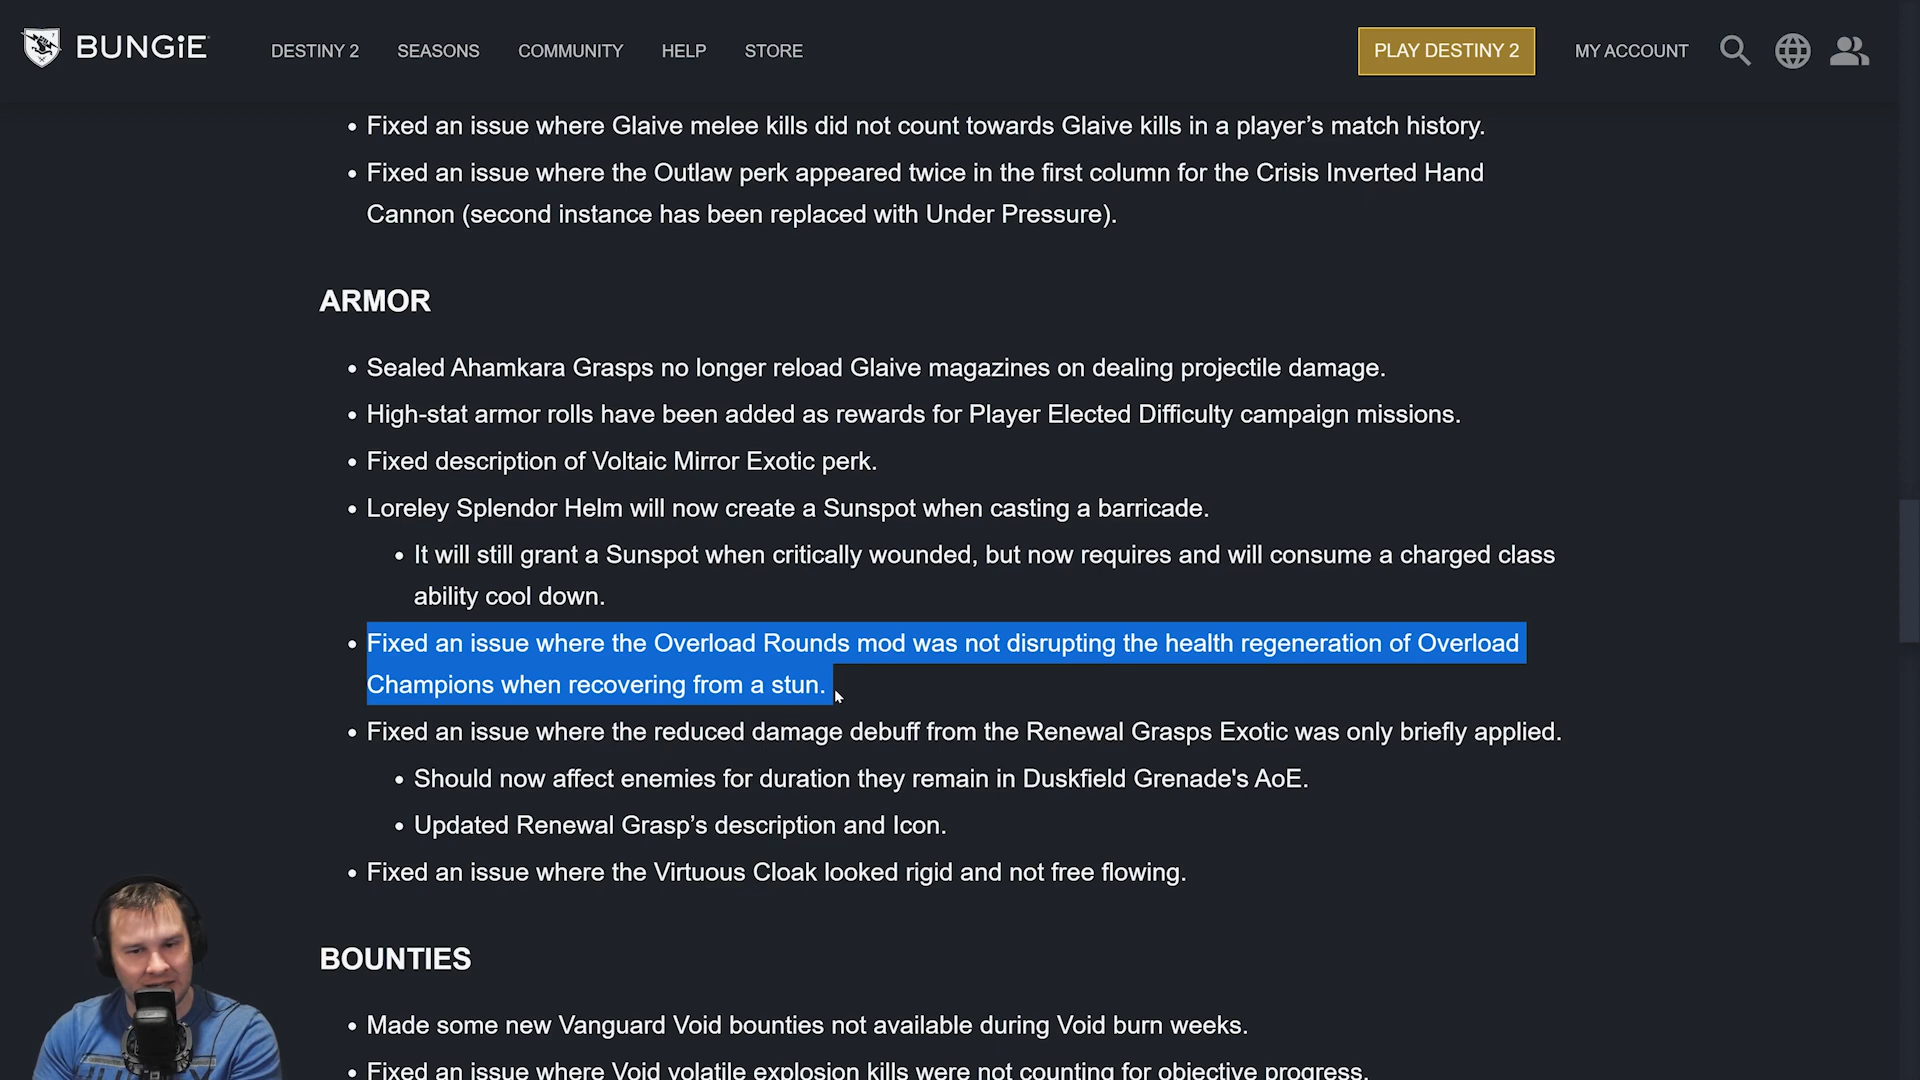 BUNGiE
DESTINY 2 SEASONS COMMUNITY HELP STORE
PLAY DESTINY 2 MY ACCOUNT
• Fixed an issue where Glaive melee kills did not count towards Glaive kills in a player’s match history.
• Fixed an issue where the Outlaw perk appeared twice in the first column for the Crisis Inverted Hand
Cannon (second instance has been replaced with Under Pressure).
ARMOR
• Sealed Ahamkara Grasps no longer reload Glaive magazines on dealing projectile damage.
• High-stat armor rolls have been added as rewards for Player Elected Difficulty campaign missions.
• Fixed description of Voltaic Mirror Exotic perk.
• Loreley Splendor Helm will now create a Sunspot when casting a barricade.
• It will still grant a Sunspot when critically wounded, but now requires and will consume a charged class
ability cool down.
• Fixed an issue where the Overload Rounds mod was not disrupting the health regeneration of Overload
Champions when recovering from a stun.
• Fixed an issue where the reduced damage debuff from the Renewal Grasps Exotic was only briefly applied.
• Should now affect enemies for duration they remain in Duskfield Grenade's AoE.
• Updated Renewal Grasp’s description and Icon.
• Fixed an issue where the Virtuous Cloak looked rigid and not free flowing.
BOUNTIES
• Made some new Vanguard Void bounties not available during Void burn weeks.
• Fixed an issue where Void volatile explosion kills were not counting for objective progress.